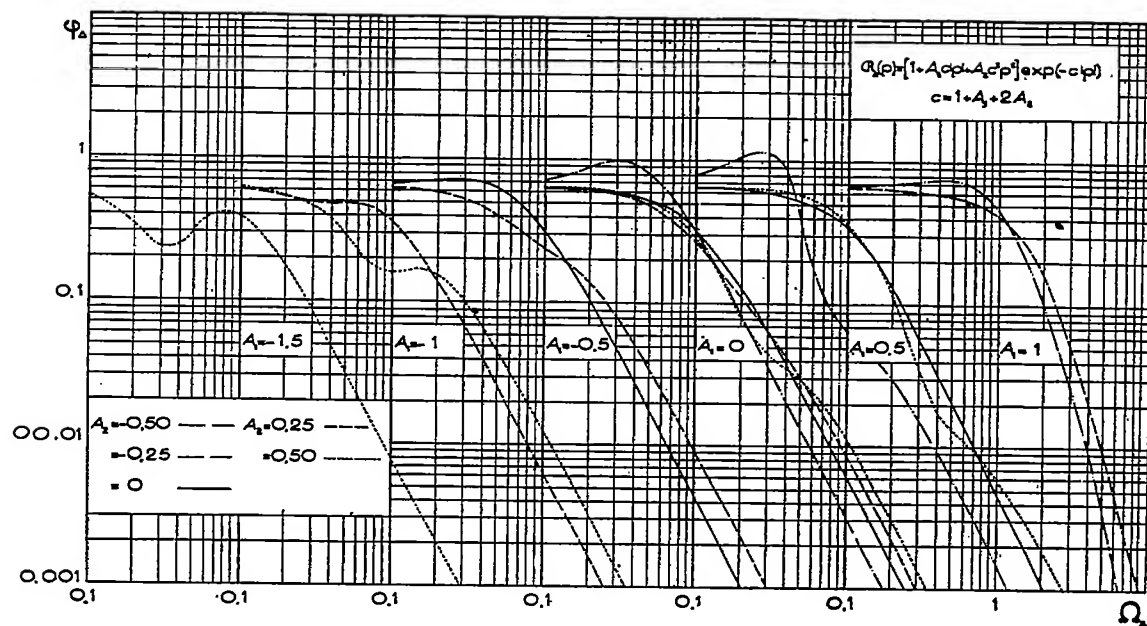 φ_Δ
R_Δ(p)=[1+A₁c|p|+A₂c²p²]exp(-c|p|)
c=1+A₁+2A₂
1
0.1
A₁=-1.5 A₁=-1 A₁=-0.5 A₁=0 A₁=0.5 A₁=1
A₂=-0,50 A₂=0,25
=-0,25 =0,50
=0
00.01
0.001
0.1 0.1 0.1 0.1 0.1 0.1 1 Ω